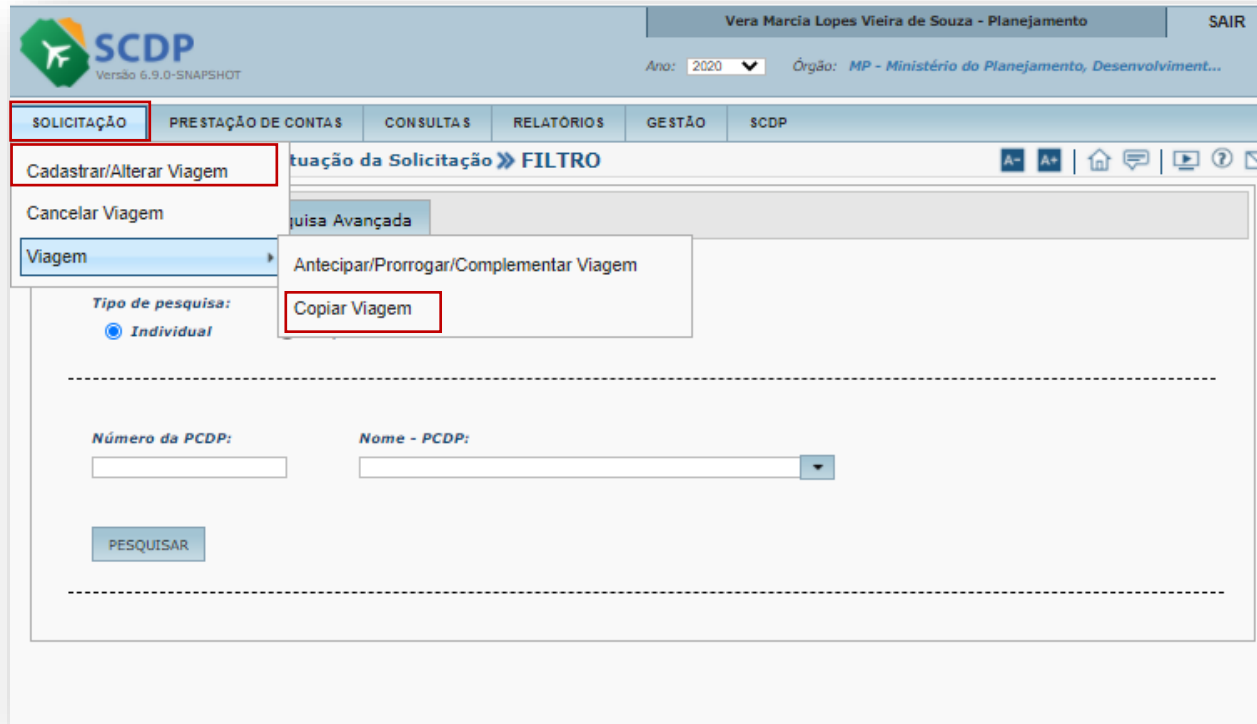 Vera Marcia Lopes Vieira de Souza - Planejamento SAIR
SCDP
Versão 6.9.0-SNAPSHOT
Ano: 2020 Órgão: MP - Ministério do Planejamento, Desenvolviment...
SOLICITAÇÃO PRESTAÇÃO DE CONTAS CONSULTAS RELATÓRIOS GESTÃO SCDP
tuação da Solicitação >> FILTRO A- A+
Cadastrar/Alterar Viagem
Cancelar Viagem
quisa Avançada
Viagem
Antecipar/Prorrogar/Complementar Viagem
Copiar Viagem
Tipo de pesquisa:
Individual
Número da PCDP: Nome - PCDP:
PESQUISAR